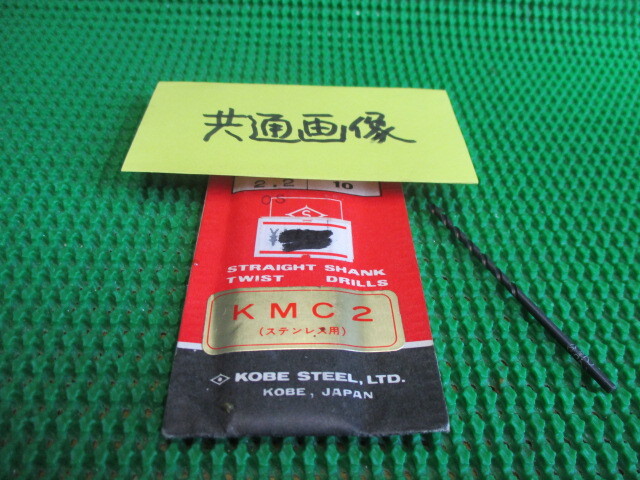 共通画像
2.2 10
S
¥
STRAIGHT SHANK
TWIST DRILLS
KMC2
(ステンレス用)
KOBE STEEL, LTD.
KOBE, JAPAN